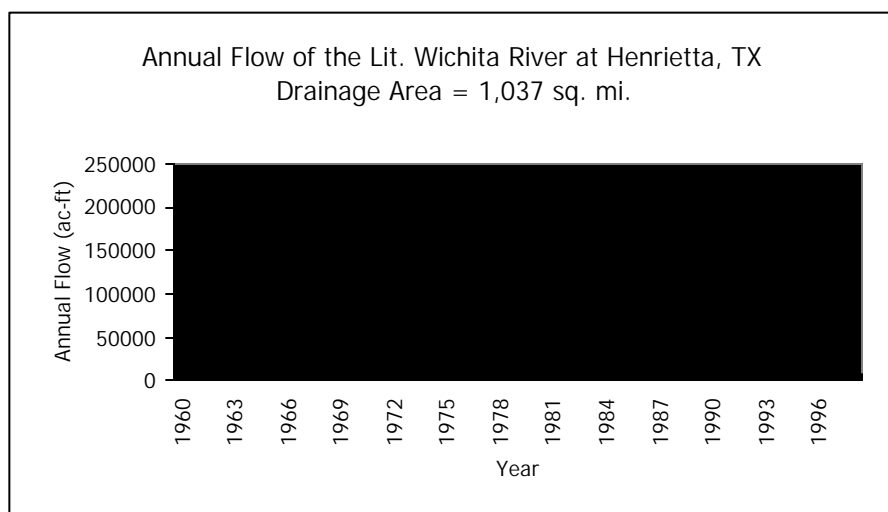 Annual Flow of the Lit. Wichita River at Henrietta, TX
Drainage Area = 1,037 sq. mi.
Annual Flow (ac-ft)
250000
200000
150000
100000
50000
0
1960 1963 1966 1969 1972 1975 1978 1981 1984 1987 1990 1993 1996
Year